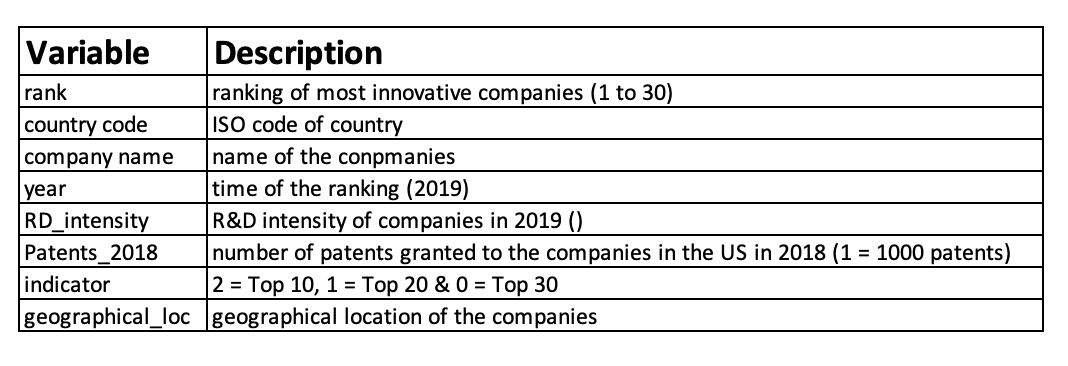 Variable Description
rank ranking of most innovative companies (1 to 30)
country code ISO code of country
company name name of the conpmanies
year time of the ranking (2019)
RD_intensity R&D intensity of companies in 2019 ()
Patents_2018 number of patents granted to the companies in the US in 2018 (1 = 1000 patents)
indicator 2 = Top 10, 1 = Top 20 & 0 = Top 30
geographical_loc geographical location of the companies